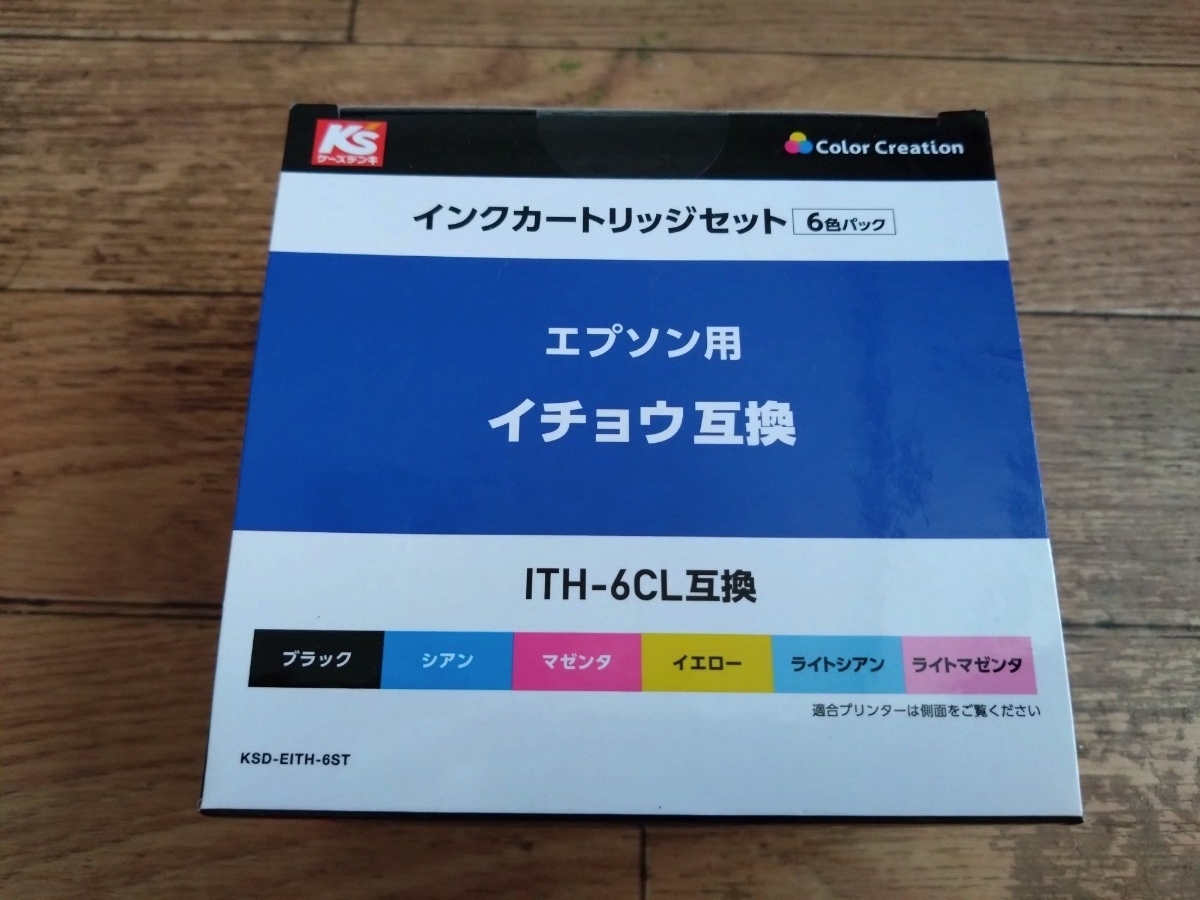 K's
ケーズデンキ
Color Creation
インクカートリッジセット 6色パック
エプソン用
イチョウ互換
ITH-6CL互換
ブラック シアン マゼンタ イエロー ライトシアン ライトマゼンタ
適合プリンターは側面をご覧ください
KSD-EITH-6ST